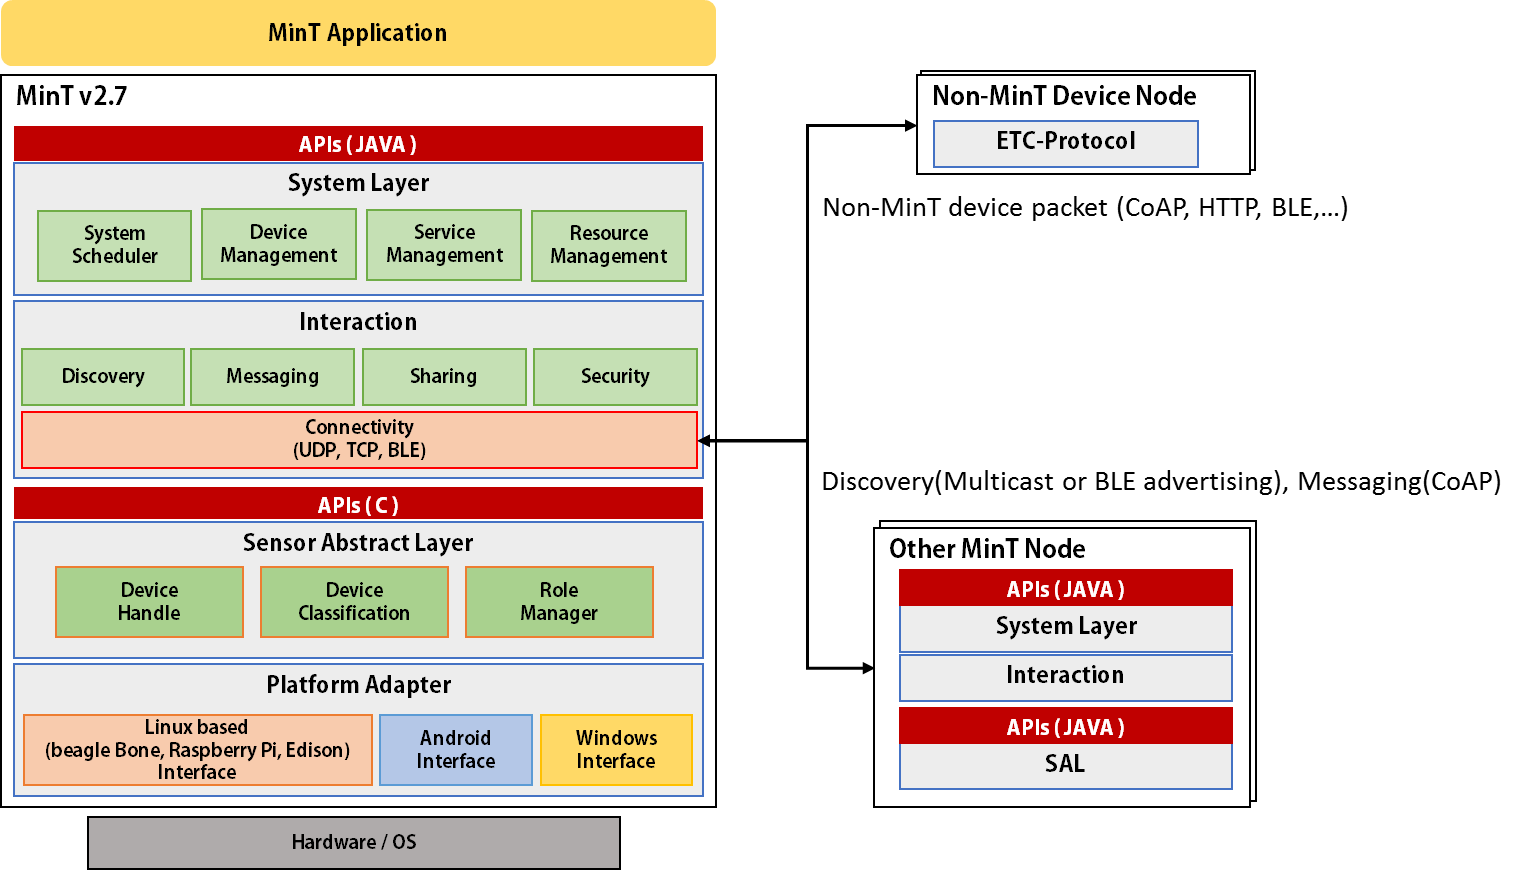 MinT Application
MinT v2.7
APIs ( JAVA )
System Layer
System
Scheduler
Device
Management
Service
Management
Resource
Management
Interaction
Discovery
Messaging
Sharing
Security
Connectivity
(UDP, TCP, BLE)
APIs ( C )
Sensor Abstract Layer
Device
Handle
Device
Classification
Role
Manager
Platform Adapter
Linux based
(beagle Bone, Raspberry Pi, Edison)
Interface
Android
Interface
Windows
Interface
Hardware / OS
Non-MinT Device Node
ETC-Protocol
Non-MinT device packet (CoAP, HTTP, BLE,...)
Discovery(Multicast or BLE advertising), Messaging(CoAP)
Other MinT Node
APIs ( JAVA )
System Layer
Interaction
APIs ( JAVA )
SAL